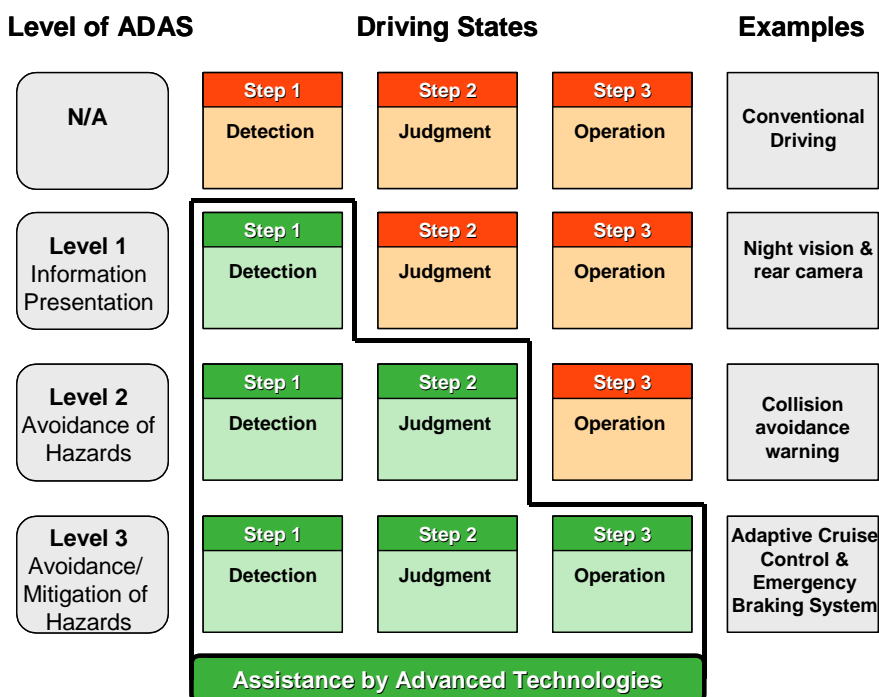 Level of ADAS Driving States Examples
N/A
Step 1 Step 2 Step 3
Detection Judgment Operation
Conventional
Driving
Level 1
Information
Presentation
Step 1 Step 2 Step 3
Detection Judgment Operation
Night vision &
rear camera
Level 2
Avoidance of
Hazards
Step 1 Step 2 Step 3
Detection Judgment Operation
Collision
avoidance
warning
Level 3
Avoidance/
Mitigation of
Hazards
Step 1 Step 2 Step 3
Detection Judgment Operation
Adaptive Cruise
Control &
Emergency
Braking System
Assistance by Advanced Technologies